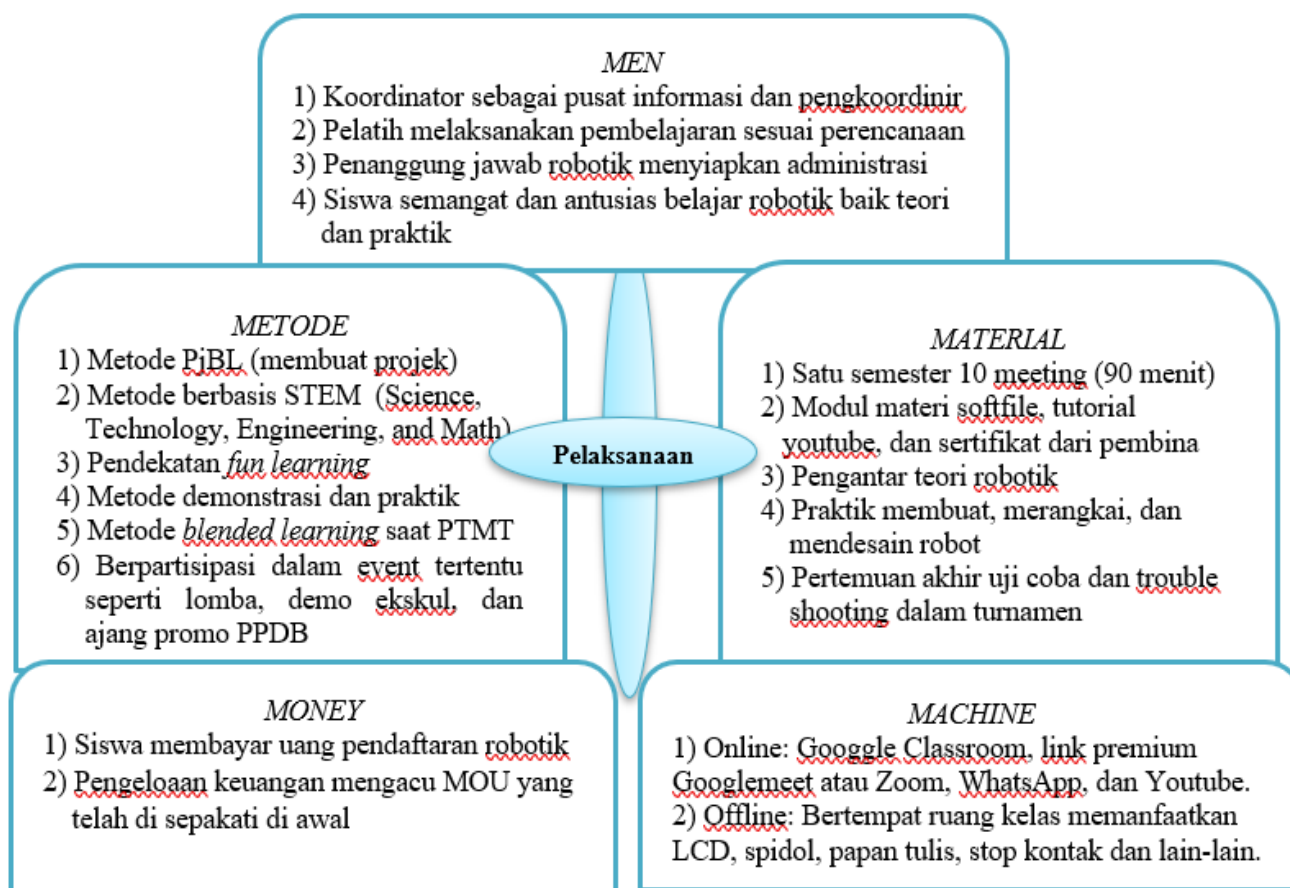 MEN
1) Koordinator sebagai pusat informasi dan pengkoordinir
2) Pelatih melaksanakan pembelajaran sesuai perencanaan
3) Penanggung jawab robotik menyiapkan administrasi
4) Siswa semangat dan antusias belajar robotik baik teori
dan praktik
METODE
1) Metode PjBL (membuat projek)
2) Metode berbasis STEM (Science,
Technology, Engineering, and Math)
3) Pendekatan fun learning
4) Metode demonstrasi dan praktik
5) Metode blended learning saat PTMT
6) Berpartisipasi dalam event tertentu
seperti lomba, demo ekskul, dan
ajang promo PPDB
Pelaksanaan
MATERIAL
1) Satu semester 10 meeting (90 menit)
2) Modul materi softfile, tutorial
youtube, dan sertifikat dari pembina
3) Pengantar teori robotik
4) Praktik membuat, merangkai, dan
mendesain robot
5) Pertemuan akhir uji coba dan trouble
shooting dalam turnamen
MONEY
1) Siswa membayar uang pendaftaran robotik
2) Pengeloaan keuangan mengacu MOU yang
telah di sepakati di awal
MACHINE
1) Online: Googgle Classroom, link premium
Googlemeet atau Zoom, WhatsApp, dan Youtube.
2) Offline: Bertempat ruang kelas memanfaatkan
LCD, spidol, papan tulis, stop kontak dan lain-lain.